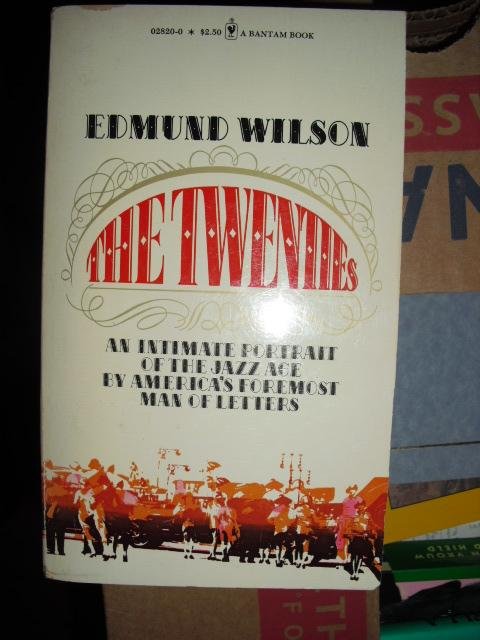 02820-0 * $2.50 A BANTAM BOOK
EDMUND WILSON
THE TWENTIES
AN INTIMATE PORTRAIT
OF THE JAZZ AGE
BY AMERICA'S FOREMOST
MAN OF LETTERS